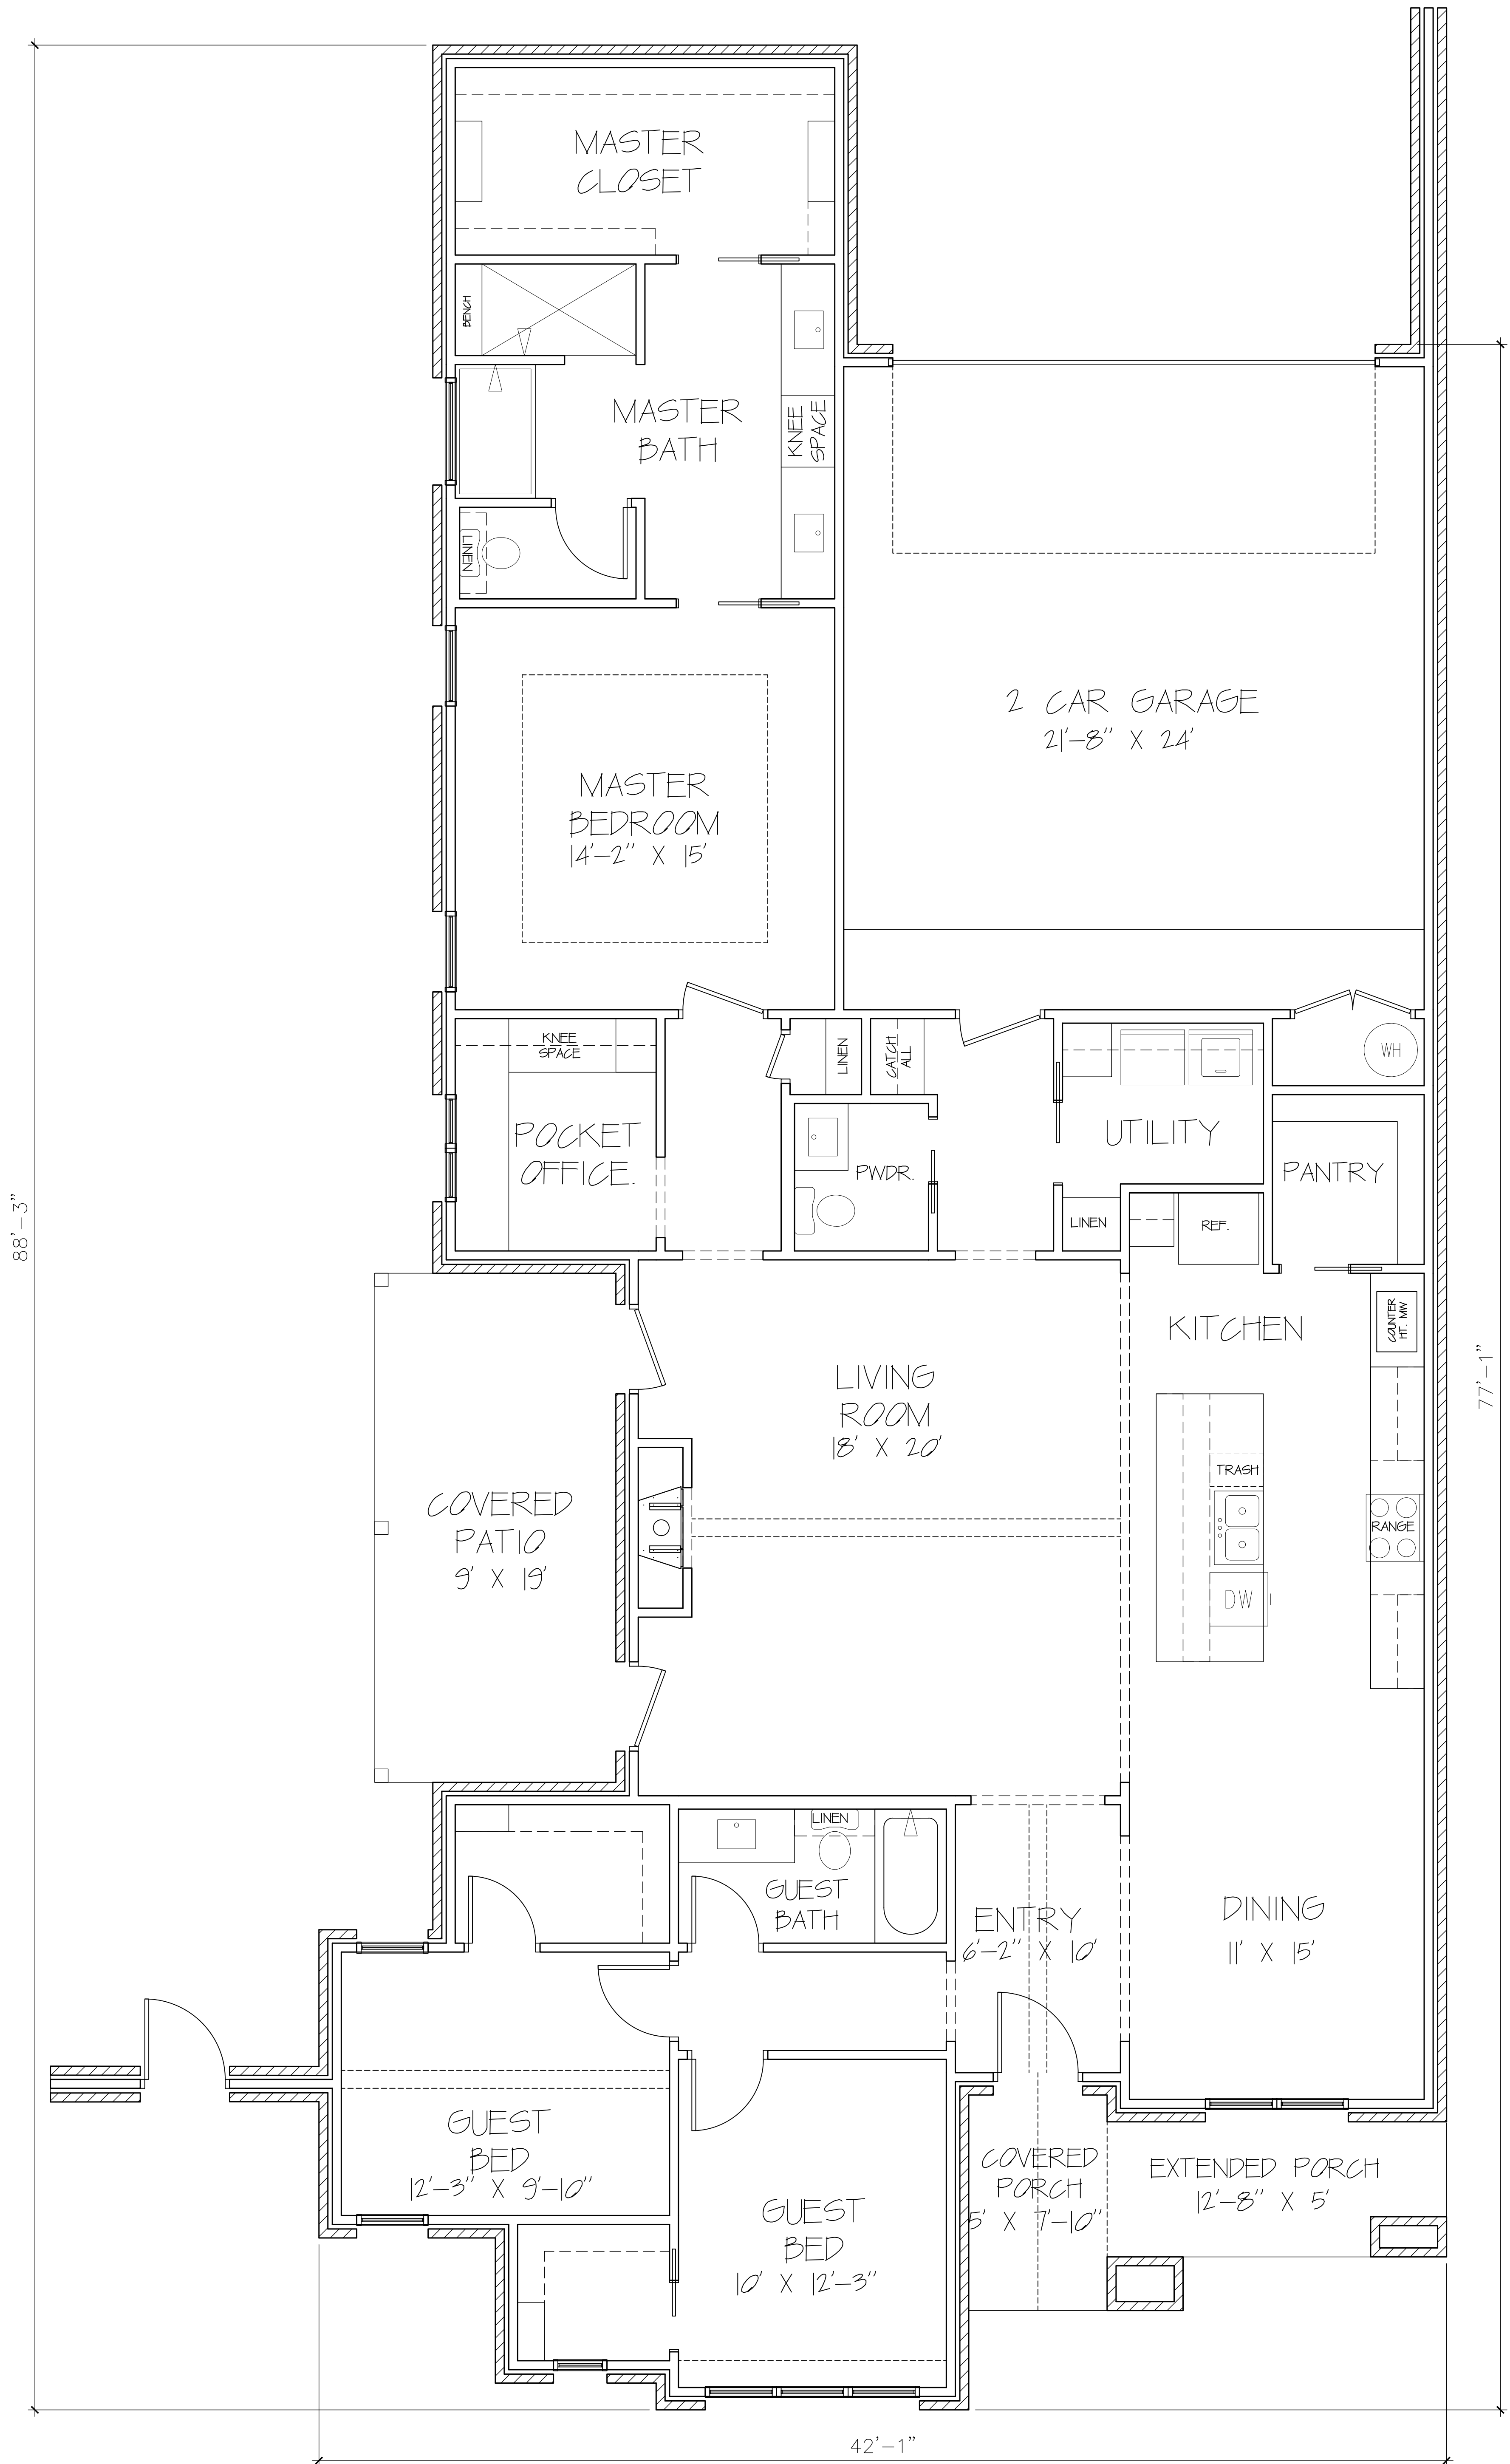 MASTER
CLOSET
BENCH
MASTER
BATH
KNEE
SPACE
LINEN
2 CAR GARAGE
21'-8" X 24'
MASTER
BEDROOM
14'-2" X 15'
KNEE
SPACE
LINEN
CATCH
ALL
WH
POCKET
OFFICE.
PWDR.
UTILITY
PANTRY
LINEN
REF.
88'-3"
KITCHEN
COUNTER
HT. MW
77'-1"
LIVING
ROOM
18' X 20'
TRASH
RANGE
DW
COVERED
PATIO
9' X 19'
LINEN
GUEST
BATH
ENTRY
6'-2" X 10'
DINING
11' X 15'
GUEST
BED
12'-3" X 9'-10"
GUEST
BED
10' X 12'-3"
COVERED
PORCH
5' X 7'-10"
EXTENDED PORCH
12'-8" X 5'
42'-1"